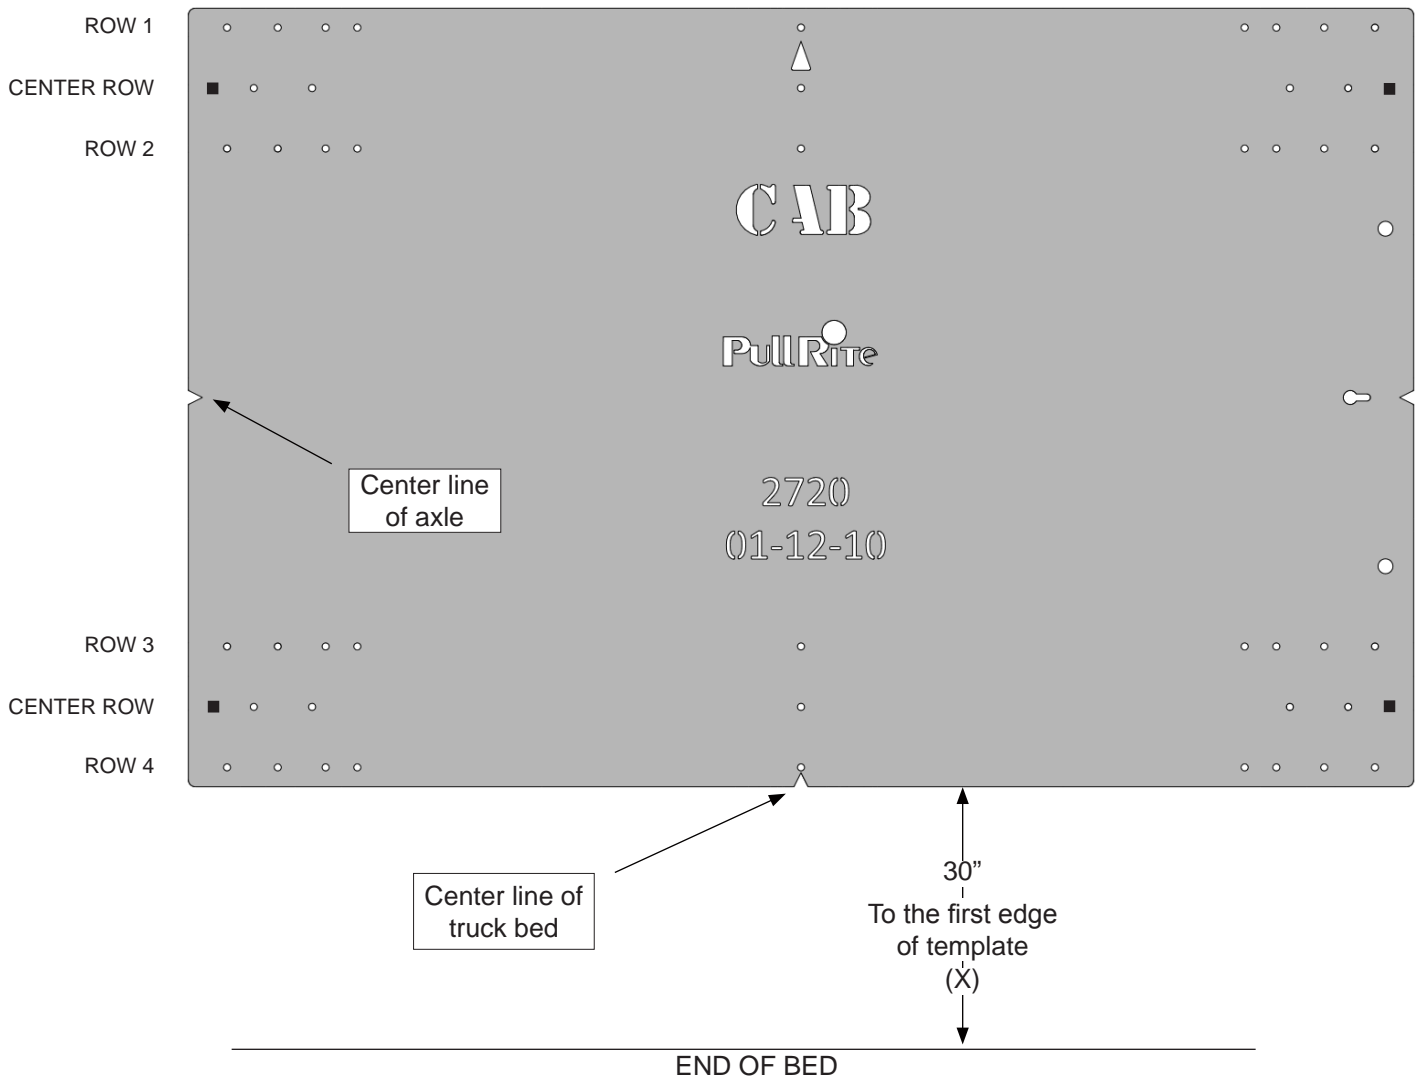 ROW 1
CENTER ROW
ROW 2
CAB
PullRite
Center line
of axle
2720
01-12-10
ROW 3
CENTER ROW
ROW 4
Center line of
truck bed
30”
To the first edge
of template
(X)
END OF BED